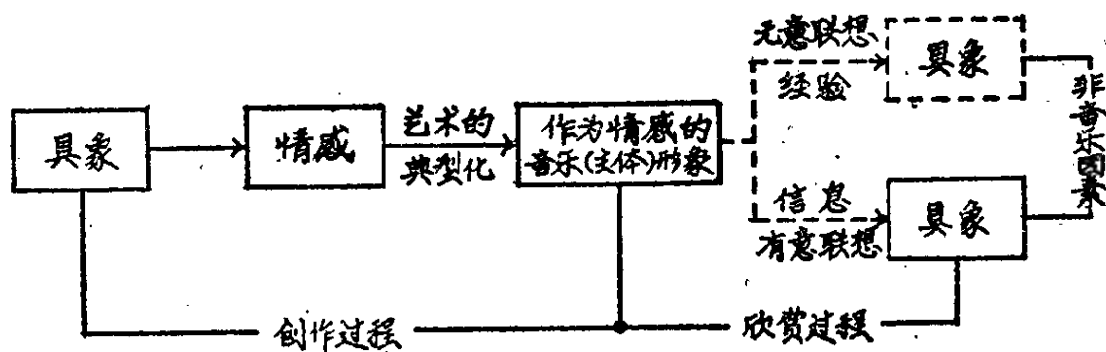 具象
情感
艺术的
典型化
作为情感的
音乐(主体)形象
无意联想
经验
具象
信息
有意联想
具象
非音乐因素
创作过程
欣赏过程